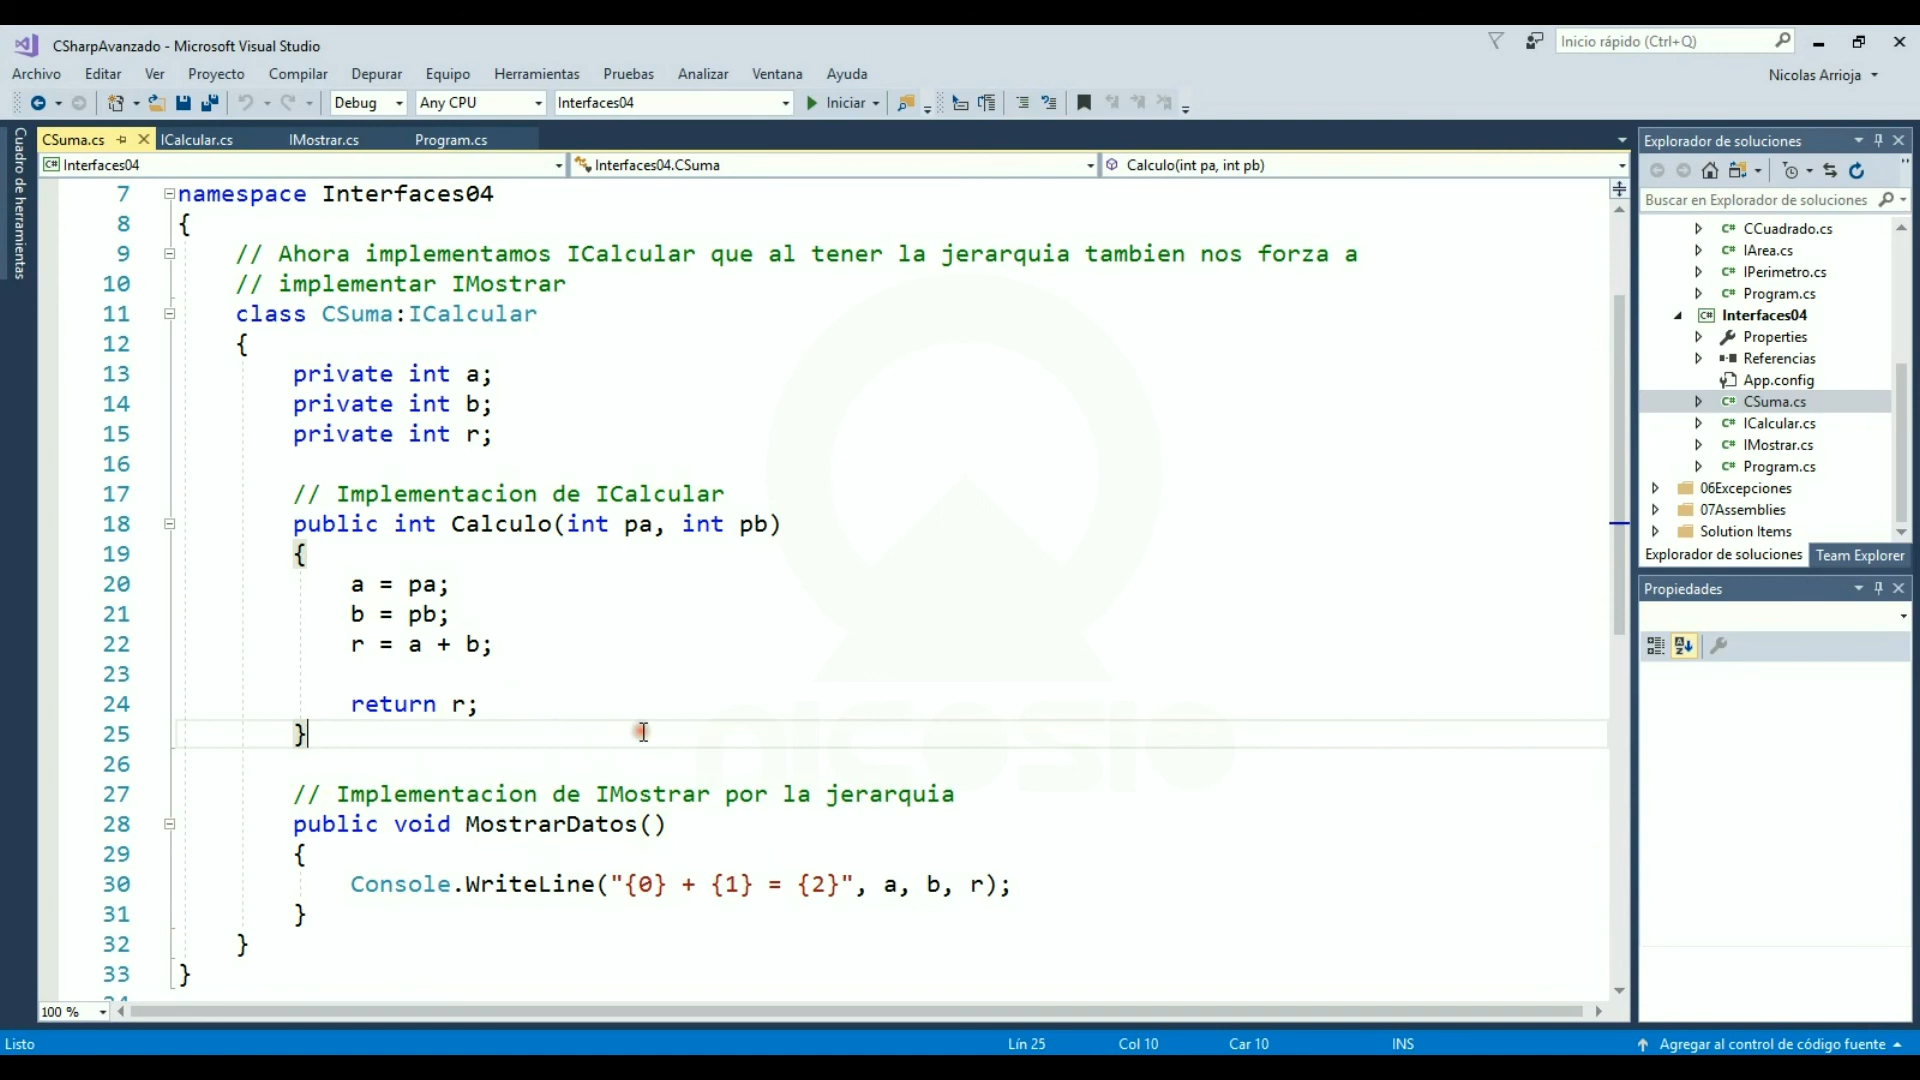 CSharpAvanzado - Microsoft Visual Studio
Inicio rápido (Ctrl+Q)
Archivo Editar Ver Proyecto Compilar Depurar Equipo Herramientas Pruebas Analizar Ventana Ayuda
Nicolas Arrioja
Debug Any CPU Interfaces04 Iniciar
Cuadro de herramientas
CSuma.cs ICalcular.cs IMostrar.cs Program.cs
Interfaces04 Interfaces04.CSuma Calculo(int pa, int pb)
7 namespace Interfaces04
8 {
9 // Ahora implementamos ICalcular que al tener la jerarquia tambien nos forza a
10 // implementar IMostrar
11 class CSuma:ICalcular
12 {
13 private int a;
14 private int b;
15 private int r;
16
17 // Implementacion de ICalcular
18 public int Calculo(int pa, int pb)
19 {
20 a = pa;
21 b = pb;
22 r = a + b;
23
24 return r;
25 }
26
27 // Implementacion de IMostrar por la jerarquia
28 public void MostrarDatos()
29 {
30 Console.WriteLine("{0} + {1} = {2}", a, b, r);
31 }
32 }
33 }
34
nicosio
100 %
Explorador de soluciones
Buscar en Explorador de soluciones
C# CCuadrado.cs
C# IArea.cs
C# IPerimetro.cs
C# Program.cs
C# Interfaces04
Properties
Referencias
App.config
C# CSuma.cs
C# ICalcular.cs
C# IMostrar.cs
C# Program.cs
06Excepciones
07Assemblies
Solution Items
Explorador de soluciones Team Explorer
Propiedades
Listo Lín 25 Col 10 Car 10 INS Agregar al control de código fuente